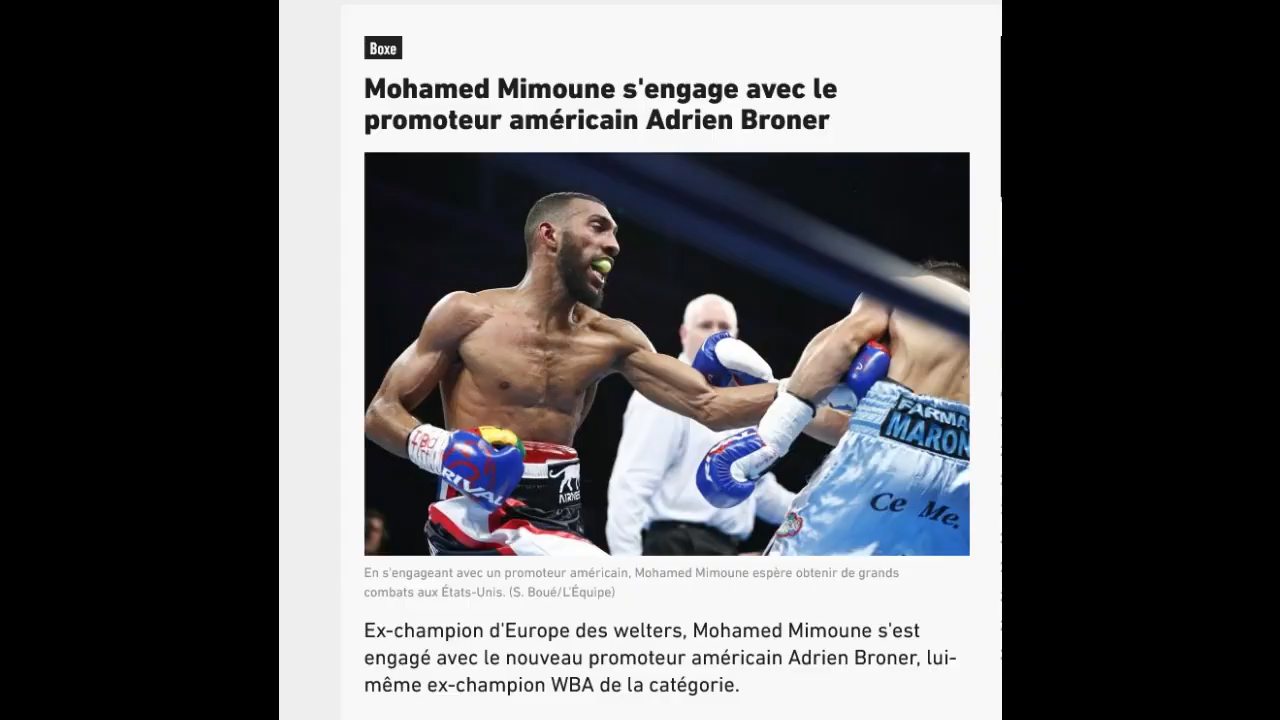 Boxe
Mohamed Mimoune s'engage avec le
promoteur américain Adrien Broner
RIVAL
FARMA
MARON
Ce Me.
En s'engageant avec un promoteur américain, Mohamed Mimoune espère obtenir de grands
combats aux États-Unis. (S. Boué/L'Équipe)
Ex-champion d'Europe des welters, Mohamed Mimoune s'est
engagé avec le nouveau promoteur américain Adrien Broner, lui-
même ex-champion WBA de la catégorie.